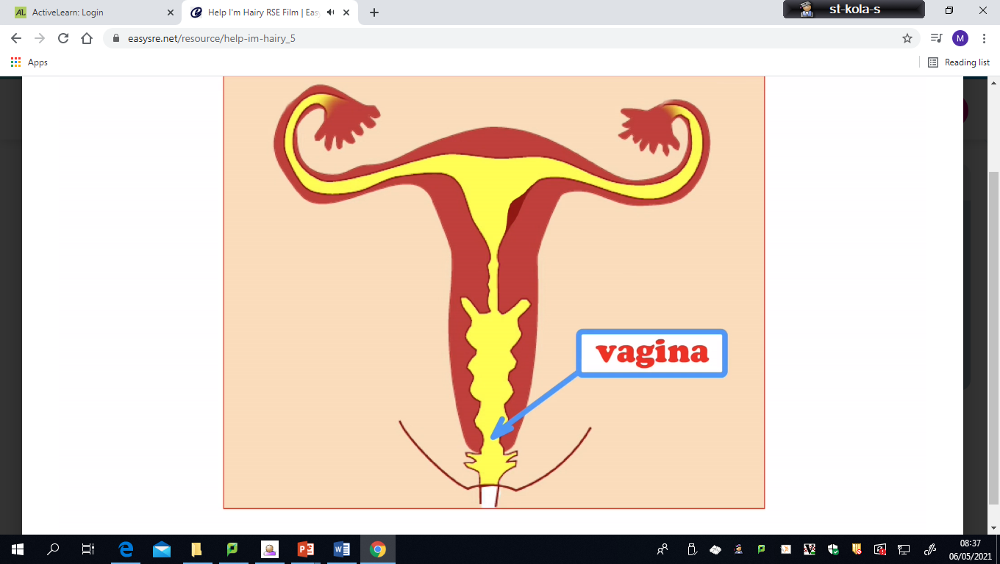 ActiveLearn: Login
Help I'm Hairy RSE Film | Eas
st-kola-s
easysre.net/resource/help-im-hairy_5
M
Apps
Reading list
vagina
08:37
06/05/2021